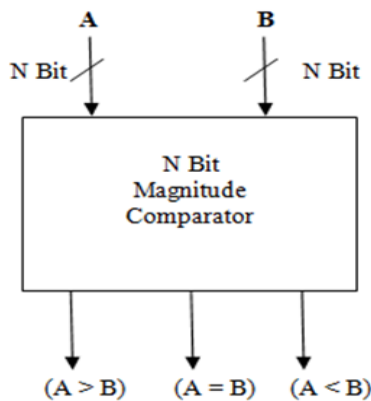 A B
N Bit N Bit
N Bit
Magnitude
Comparator
(A > B) (A = B) (A < B)